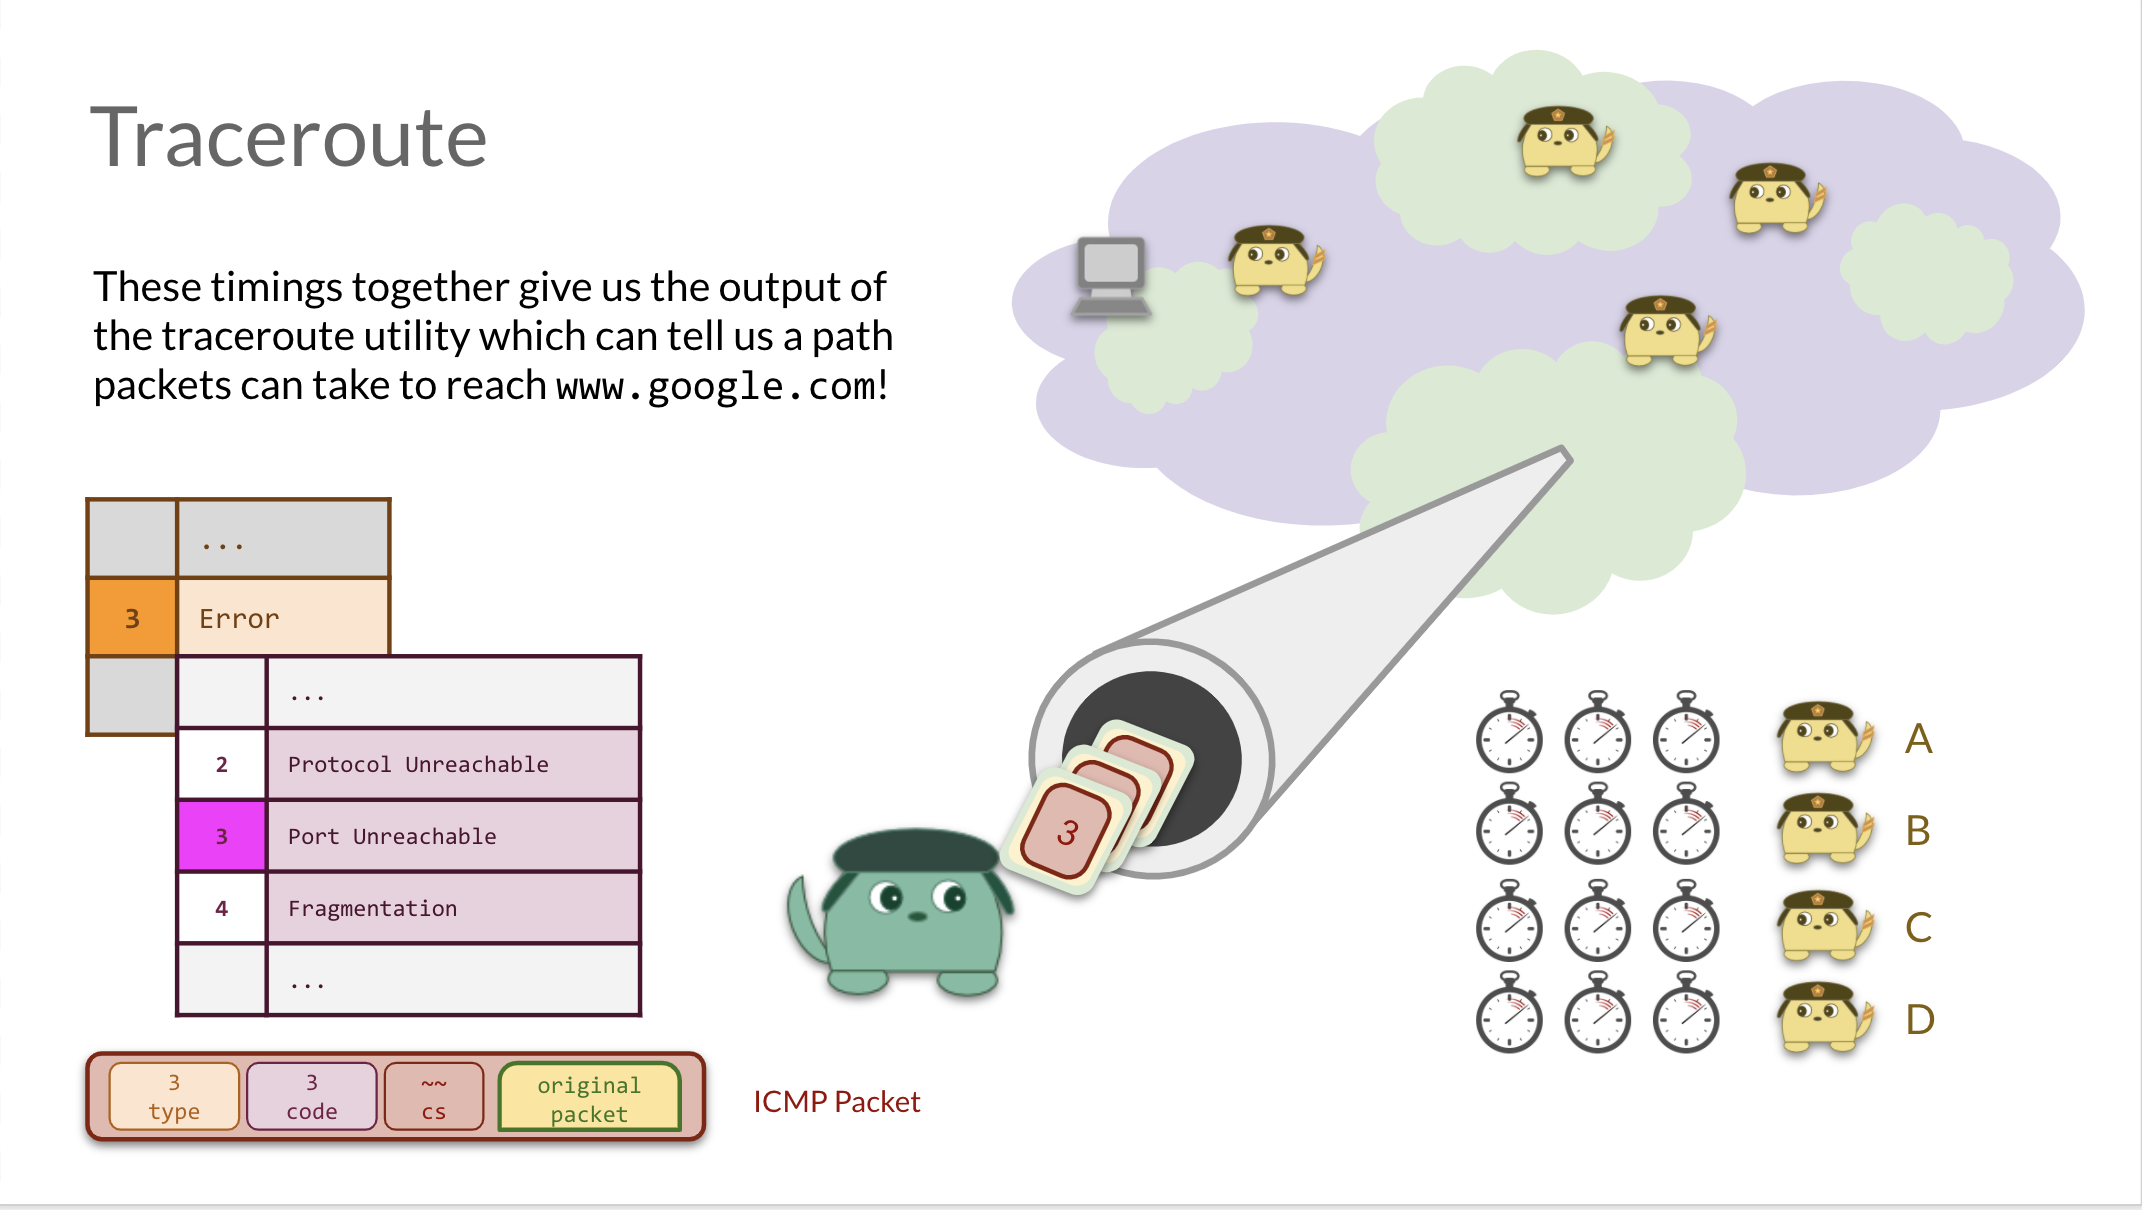 Traceroute
These timings together give us the output of
the traceroute utility which can tell us a path
packets can take to reach www.google.com!
...
3 Error
...
2 Protocol Unreachable
3 Port Unreachable
4 Fragmentation
...
3
type
3
code
~~
cs
original
packet
ICMP Packet
3
A
B
C
D